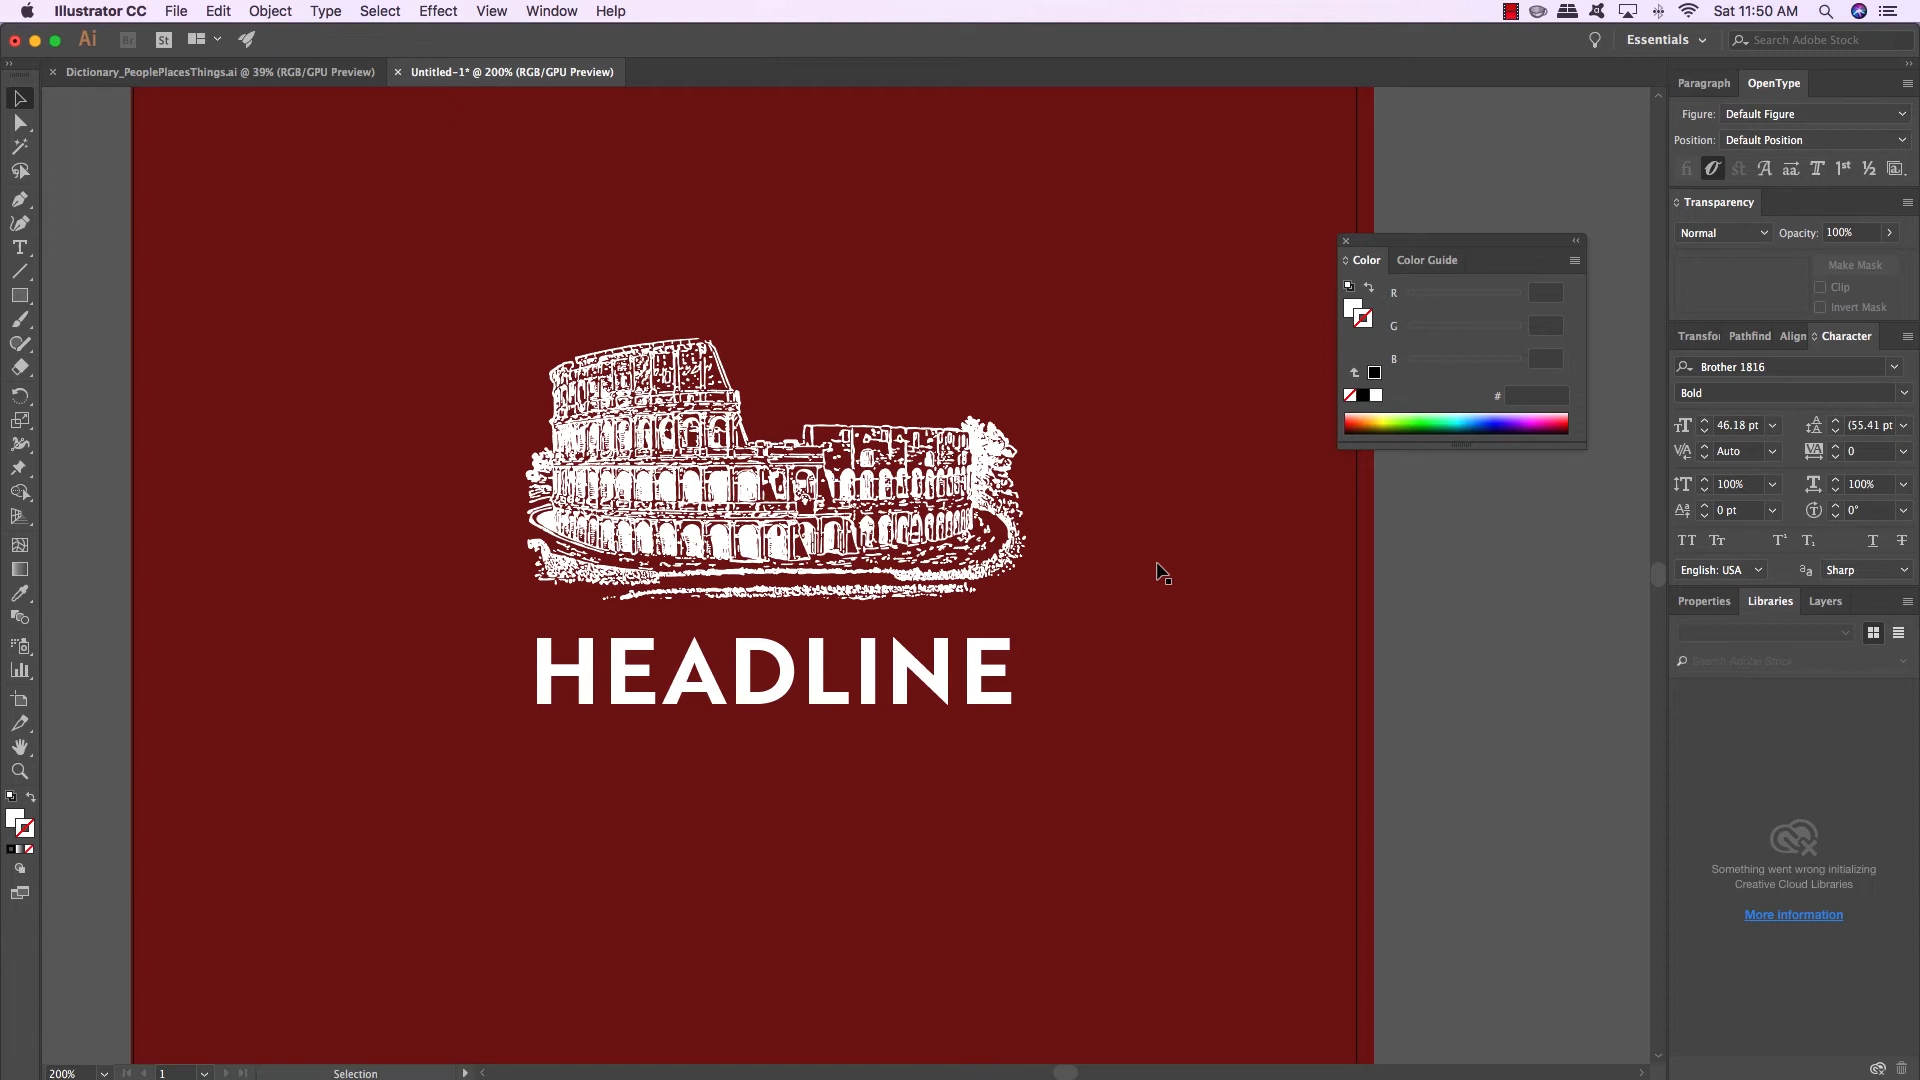 Illustrator CC File Edit Object Type Select Effect View Window Help
Sat 11:50 AM
Ai Br St
Essentials
Search Adobe Stock
Dictionary_PeoplePlacesThings.ai @ 39% (RGB/GPU Preview)
Untitled-1* @ 200% (RGB/GPU Preview)
Paragraph OpenType
Figure: Default Figure
Position: Default Position
Transparency
Normal Opacity: 100%
Make Mask
Clip
Invert Mask
Color Color Guide
R
G
B
#
Transfor Pathfind Align Character
Brother 1816
Bold
46.18 pt (55.41 pt
Auto 0
100% 100%
0 pt 0°
English: USA Sharp
Properties Libraries Layers
Search Adobe Stock
HEADLINE
Something went wrong initializing
Creative Cloud Libraries
More information
200% 1 Selection